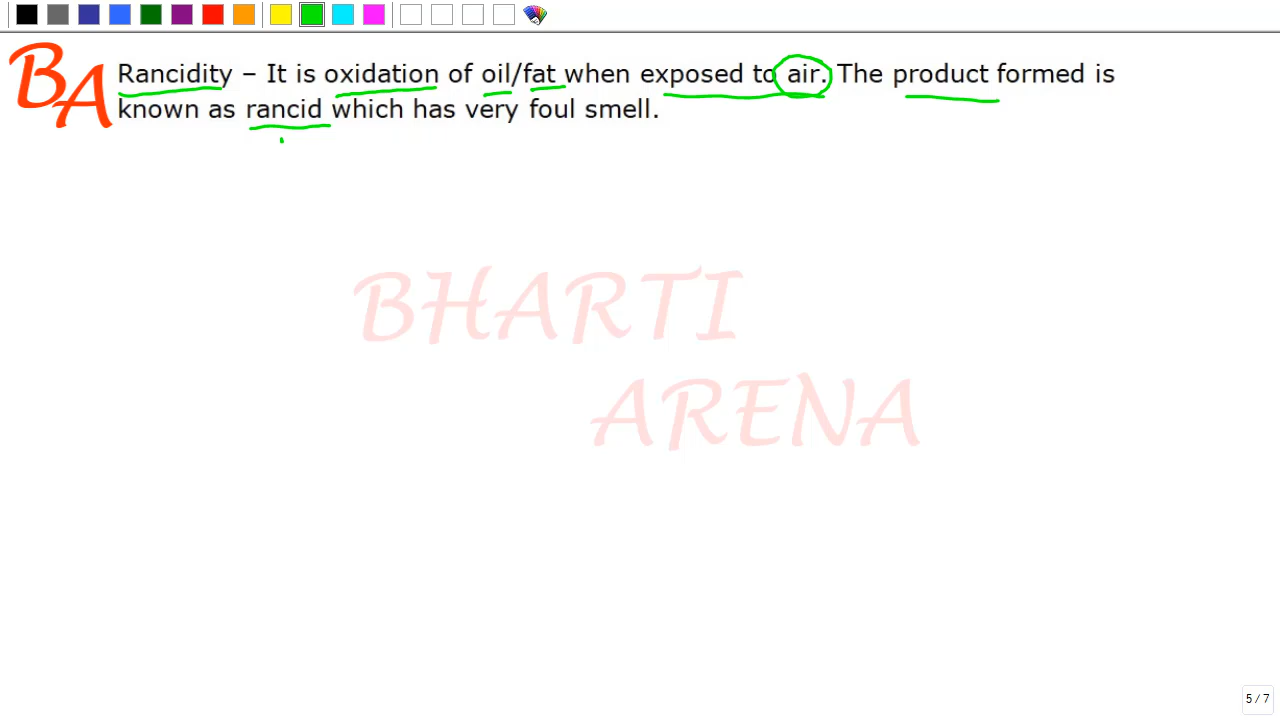 BA
Rancidity – It is oxidation of oil/fat when exposed to air. The product formed is
known as rancid which has very foul smell.
BHARTI
ARENA
5 / 7